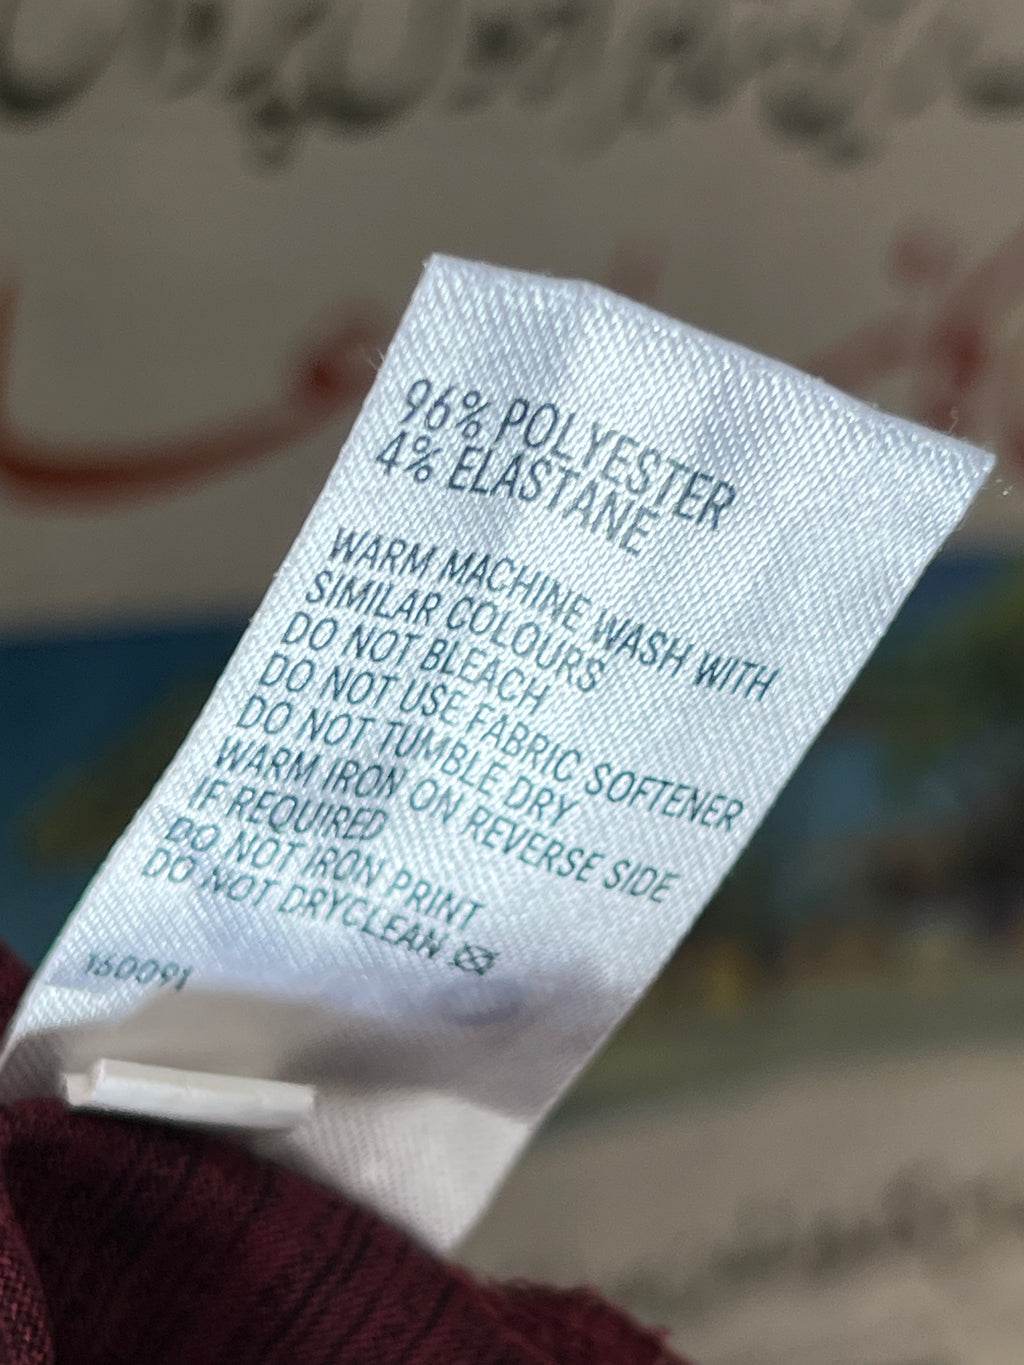 96% POLYESTER
4% ELASTANE
WARM MACHINE WASH WITH
SIMILAR COLOURS
DO NOT BLEACH
DO NOT USE FABRIC SOFTENER
DO NOT TUMBLE DRY
WARM IRON ON REVERSE SIDE
IF REQUIRED
DO NOT IRON PRINT
DO NOT DRYCLEAN
160091